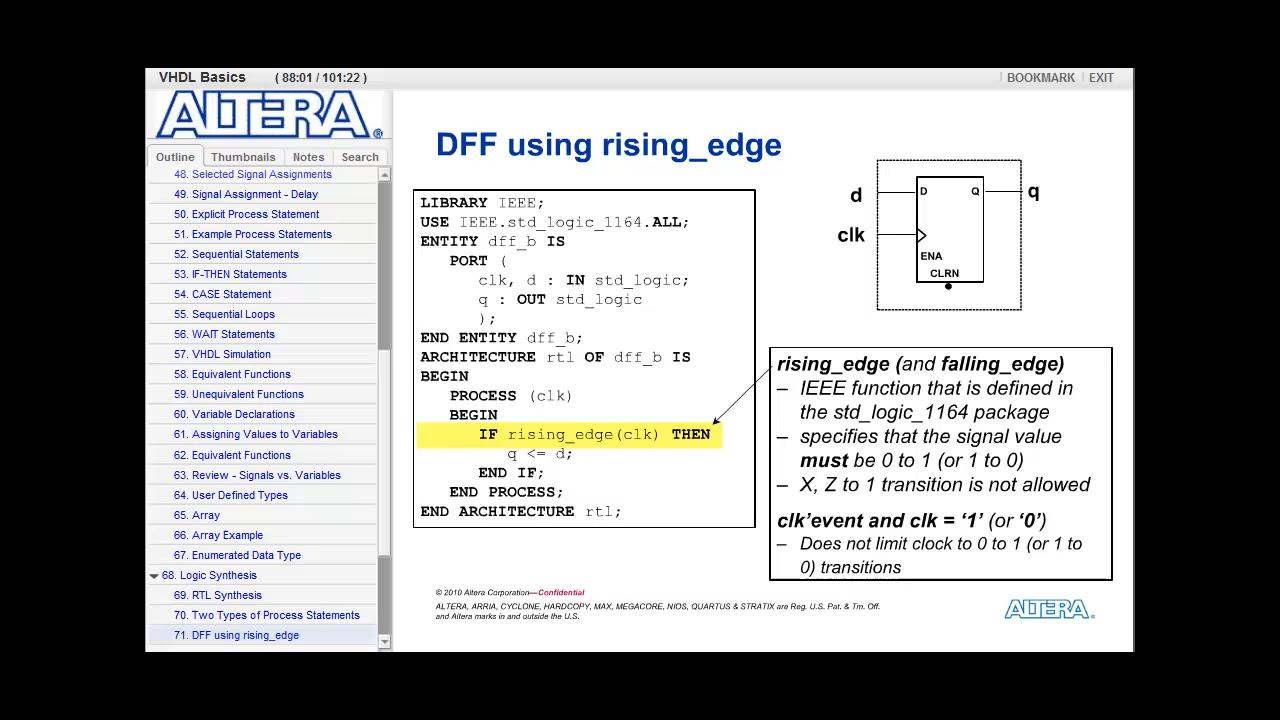 VHDL Basics ( 88:01 / 101:22 )
BOOKMARK EXIT
ALTERA®
Outline Thumbnails Notes Search
48. Selected Signal Assignments
49. Signal Assignment - Delay
50. Explicit Process Statement
51. Example Process Statements
52. Sequential Statements
53. IF-THEN Statements
54. CASE Statement
55. Sequential Loops
56. WAIT Statements
57. VHDL Simulation
58. Equivalent Functions
59. Unequivalent Functions
60. Variable Declarations
61. Assigning Values to Variables
62. Equivalent Functions
63. Review - Signals vs. Variables
64. User Defined Types
65. Array
66. Array Example
67. Enumerated Data Type
68. Logic Synthesis
69. RTL Synthesis
70. Two Types of Process Statements
71. DFF using rising_edge
DFF using rising_edge
LIBRARY IEEE;
USE IEEE.std_logic_1164.ALL;
ENTITY dff_b IS
PORT (
clk, d : IN std_logic;
q : OUT std_logic
);
END ENTITY dff_b;
ARCHITECTURE rtl OF dff_b IS
BEGIN
PROCESS (clk)
BEGIN
IF rising_edge(clk) THEN
q <= d;
END IF;
END PROCESS;
END ARCHITECTURE rtl;
d D Q q
clk
ENA
CLRN
rising_edge (and falling_edge)
– IEEE function that is defined in
the std_logic_1164 package
– specifies that the signal value
must be 0 to 1 (or 1 to 0)
– X, Z to 1 transition is not allowed
clk’event and clk = ‘1’ (or ‘0’)
– Does not limit clock to 0 to 1 (or 1 to
0) transitions
© 2010 Altera Corporation—Confidential
ALTERA, ARRIA, CYCLONE, HARDCOPY, MAX, MEGACORE, NIOS, QUARTUS & STRATIX are Reg. U.S. Pat. & Tm. Off.
and Altera marks in and outside the U.S.
ALTERA